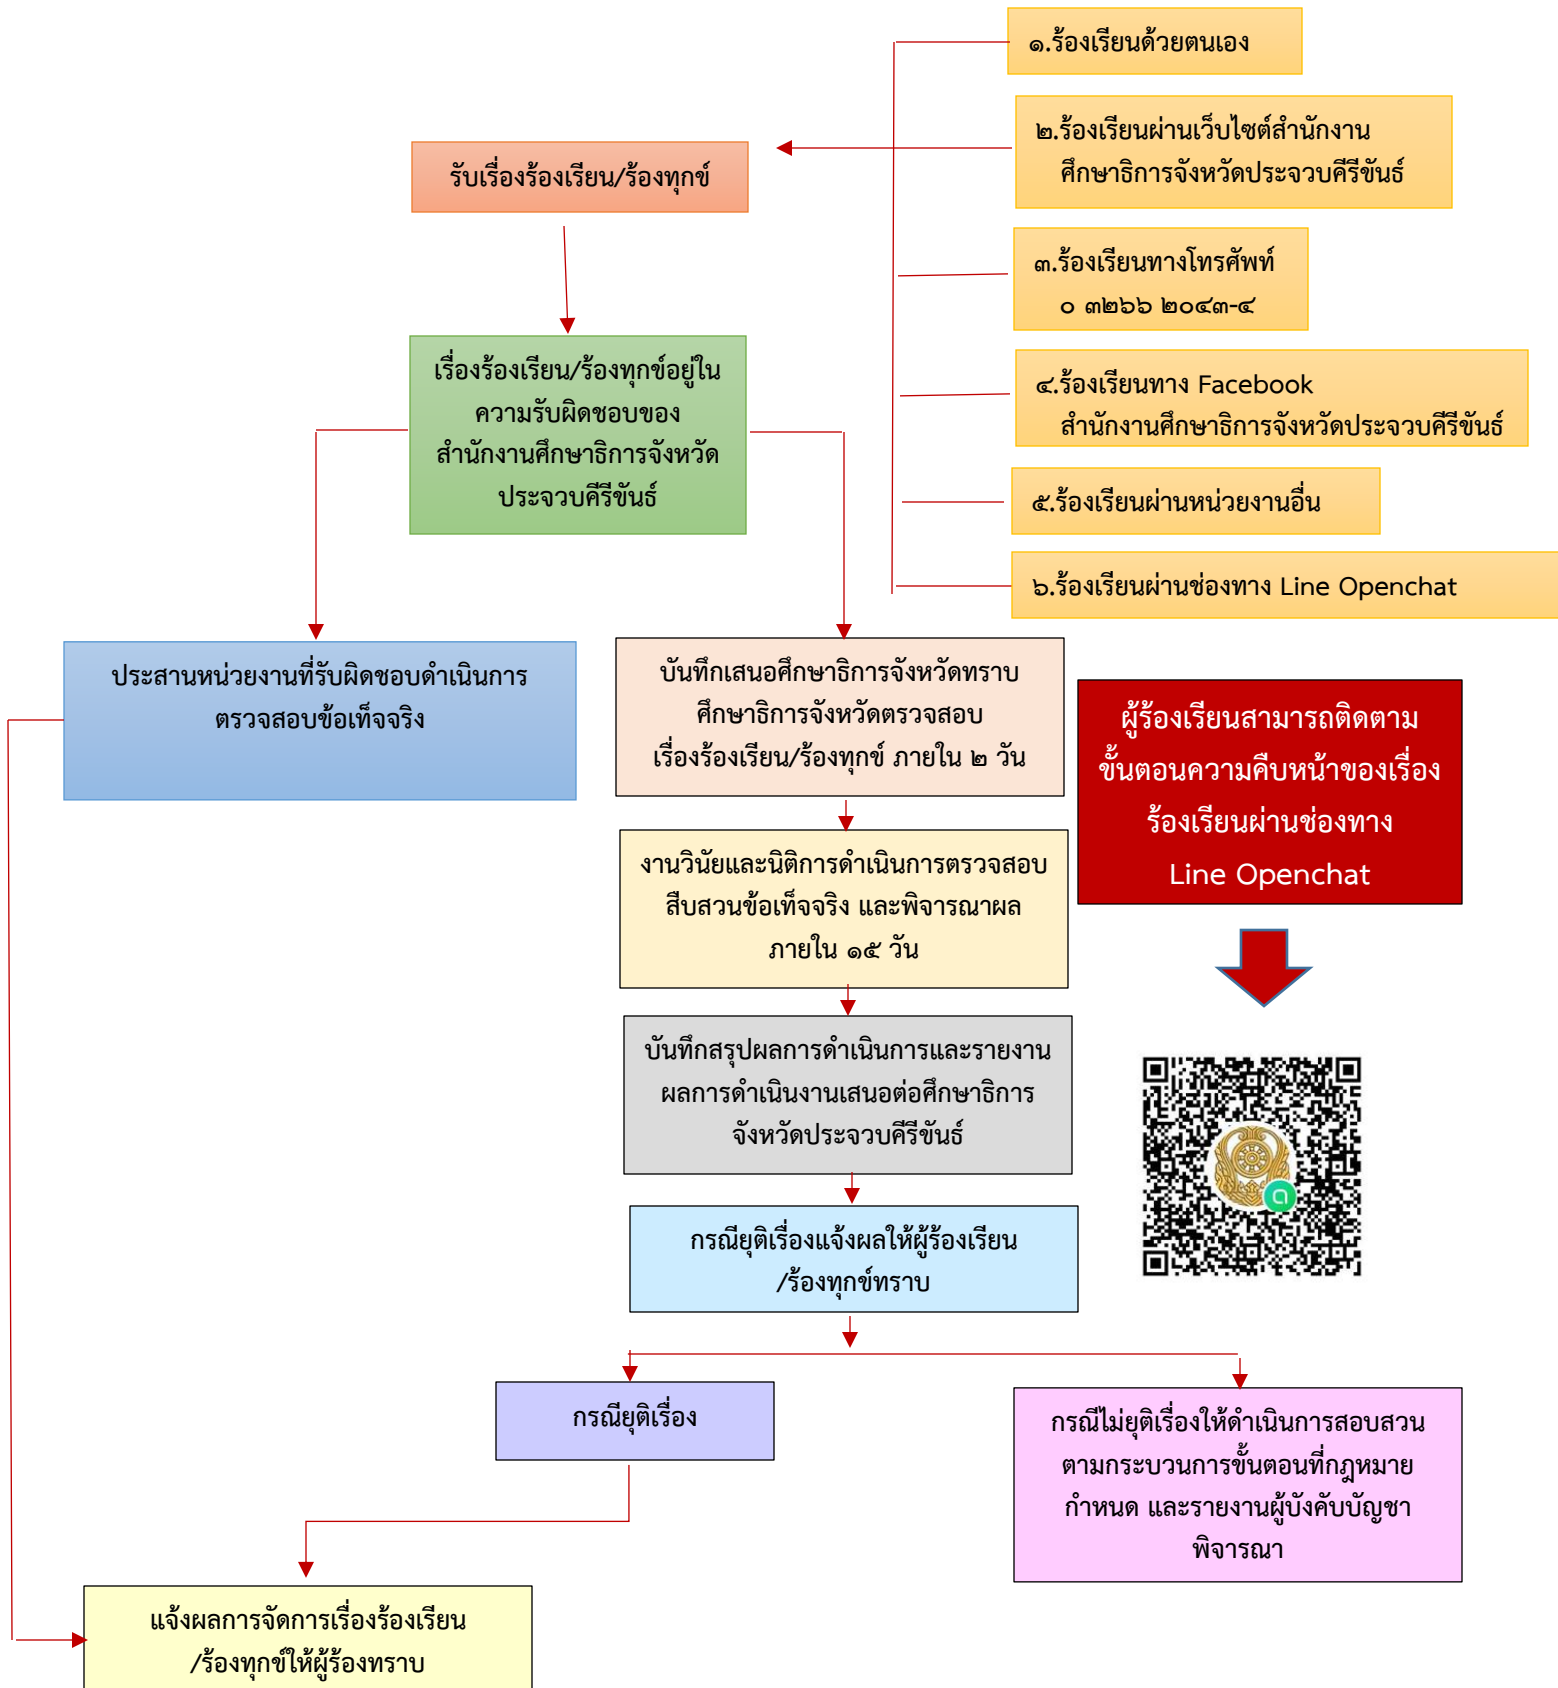 ๑.ร้องเรียนด้วยตนเอง
๒.ร้องเรียนผ่านเว็บไซต์สำนักงาน
ศึกษาธิการจังหวัดประจวบคีรีขันธ์
รับเรื่องร้องเรียน/ร้องทุกข์
๓.ร้องเรียนทางโทรศัพท์
๐ ๓๒๖๖ ๒๐๔๓-๔
เรื่องร้องเรียน/ร้องทุกข์อยู่ใน
ความรับผิดชอบของ
สำนักงานศึกษาธิการจังหวัด
ประจวบคีรีขันธ์
๔.ร้องเรียนทาง Facebook
สำนักงานศึกษาธิการจังหวัดประจวบคีรีขันธ์
๕.ร้องเรียนผ่านหน่วยงานอื่น
๖.ร้องเรียนผ่านช่องทาง Line Openchat
ประสานหน่วยงานที่รับผิดชอบดำเนินการ
ตรวจสอบข้อเท็จจริง
บันทึกเสนอศึกษาธิการจังหวัดทราบ
ศึกษาธิการจังหวัดตรวจสอบ
เรื่องร้องเรียน/ร้องทุกข์ ภายใน ๒ วัน
ผู้ร้องเรียนสามารถติดตาม
ขั้นตอนความคืบหน้าของเรื่อง
ร้องเรียนผ่านช่องทาง
Line Openchat
งานวินัยและนิติการดำเนินการตรวจสอบ
สืบสวนข้อเท็จจริง และพิจารณาผล
ภายใน ๑๕ วัน
บันทึกสรุปผลการดำเนินการและรายงาน
ผลการดำเนินงานเสนอต่อศึกษาธิการ
จังหวัดประจวบคีรีขันธ์
กรณียุติเรื่องแจ้งผลให้ผู้ร้องเรียน
/ร้องทุกข์ทราบ
กรณียุติเรื่อง
กรณีไม่ยุติเรื่องให้ดำเนินการสอบสวน
ตามกระบวนการขั้นตอนที่กฎหมาย
กำหนด และรายงานผู้บังคับบัญชา
พิจารณา
แจ้งผลการจัดการเรื่องร้องเรียน
/ร้องทุกข์ให้ผู้ร้องทราบ